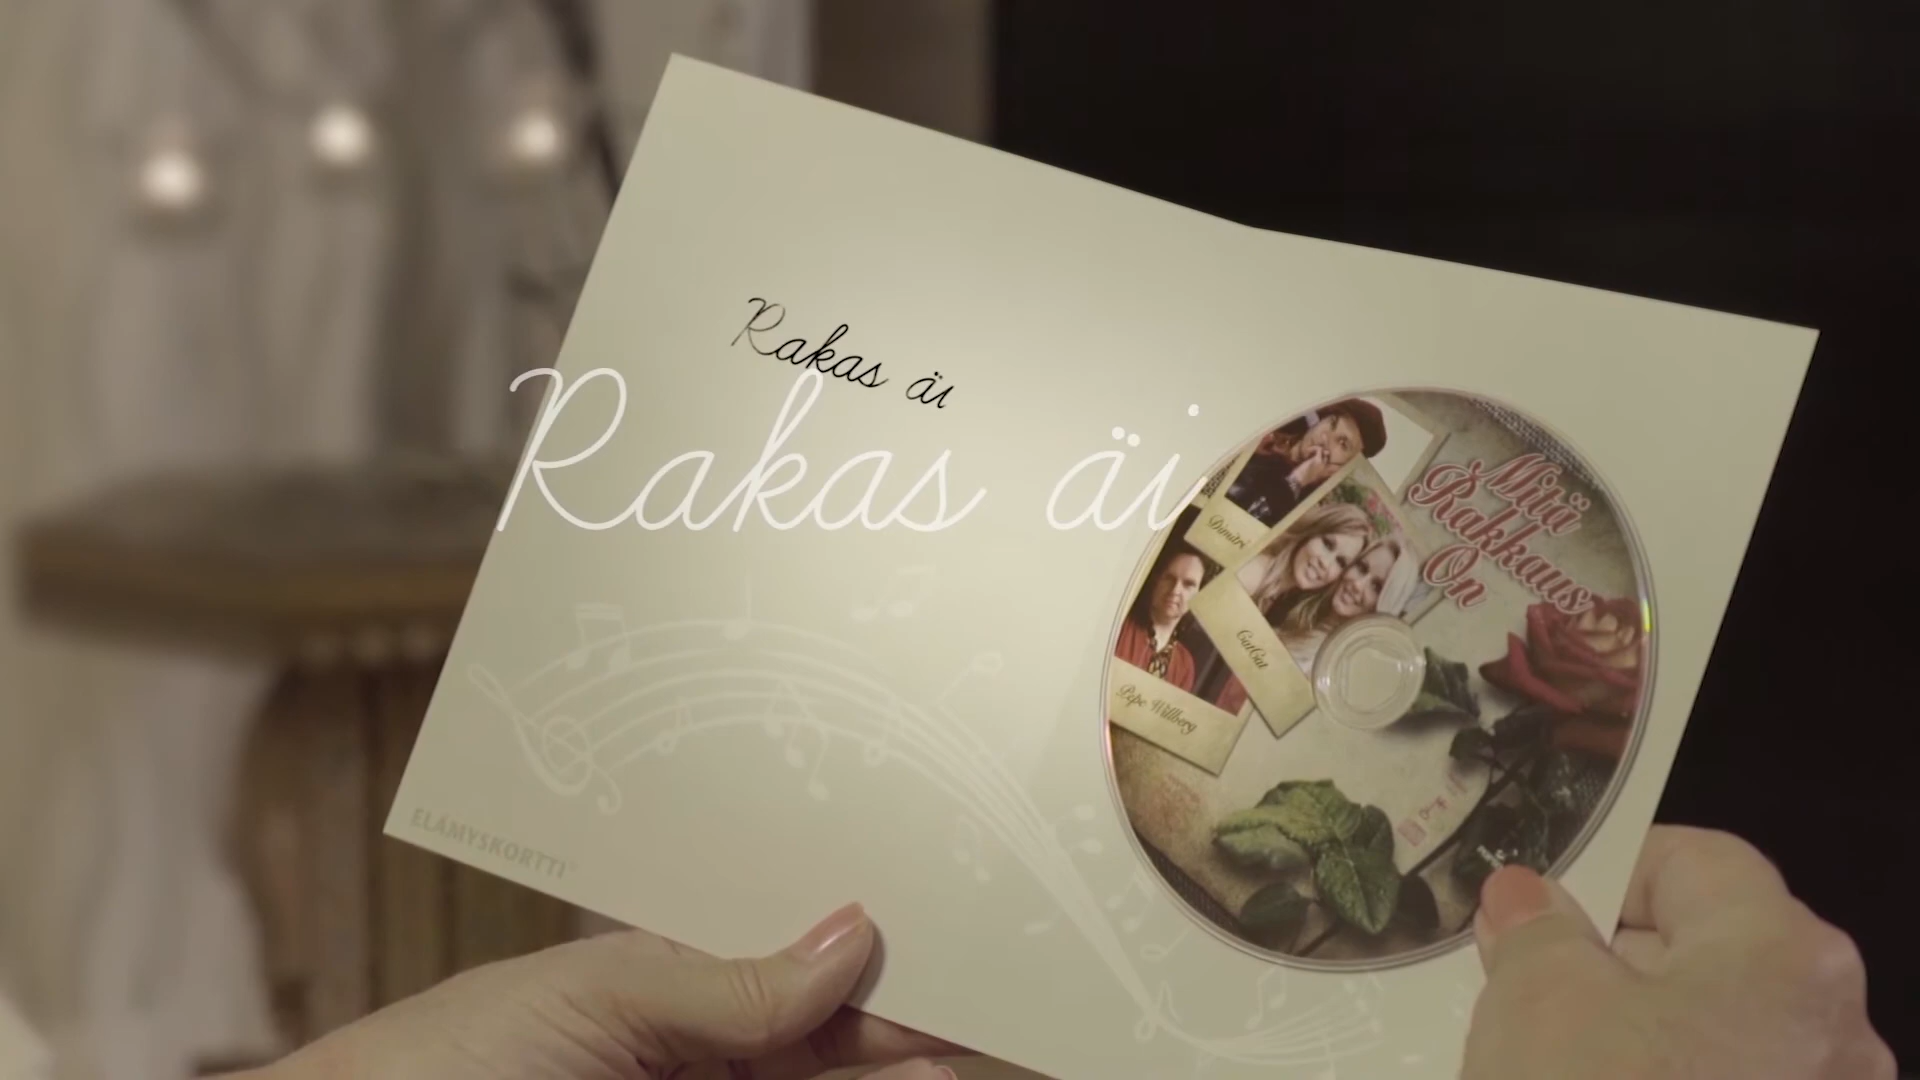 Rakas äi
Rakas äi
Mitä
Rakkaus
On
Dimitri
CatCat
Pepe Willberg
ELÄMYSKORTTI